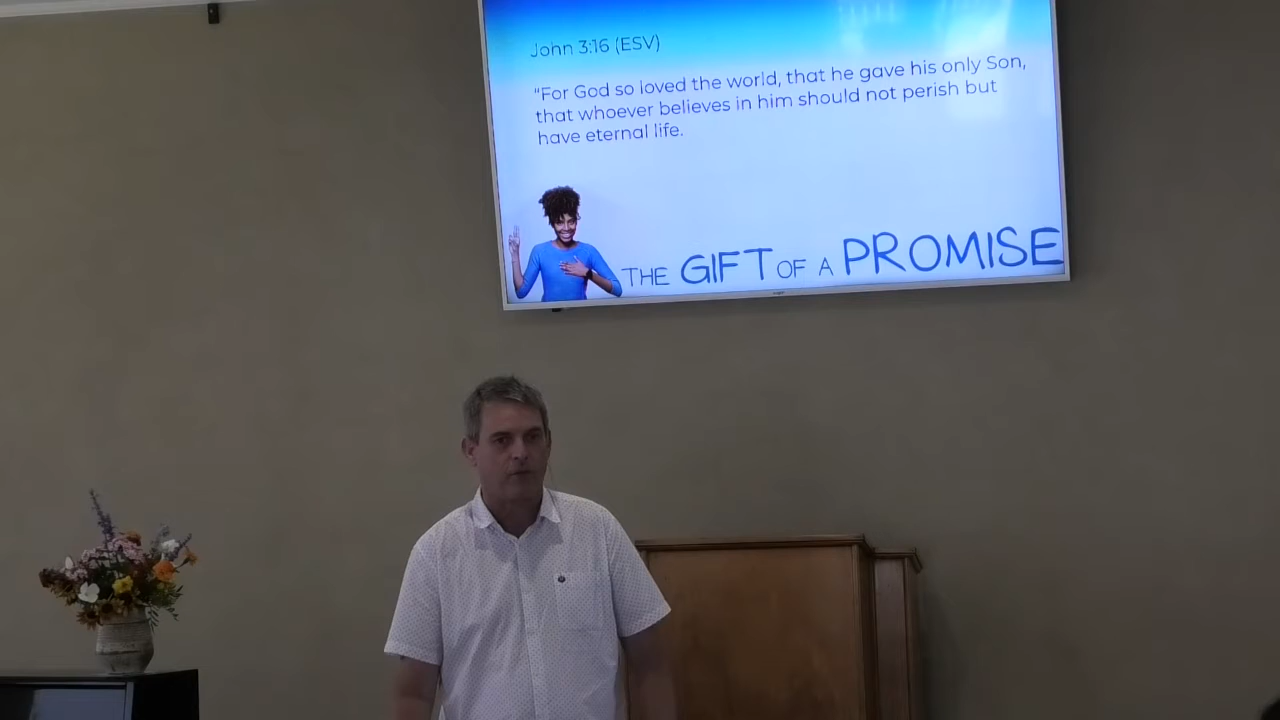 John 3:16 (ESV)
“For God so loved the world, that he gave his only Son,
that whoever believes in him should not perish but
have eternal life.
THE GIFT OF A PROMISE